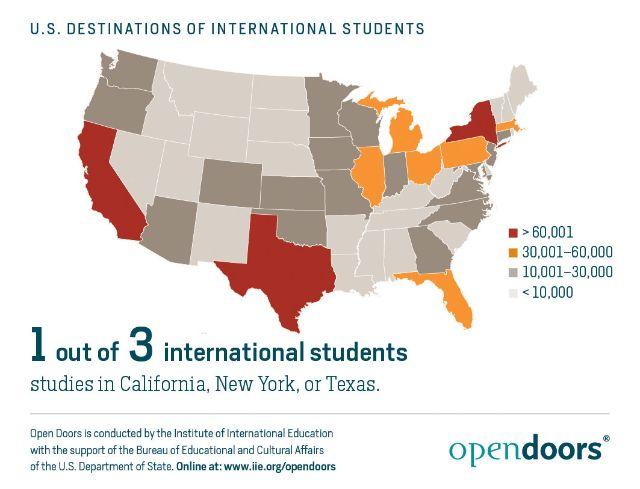 U.S. DESTINATIONS OF INTERNATIONAL STUDENTS
> 60,001
30,001–60,000
10,001–30,000
< 10,000
1 out of 3 international students
studies in California, New York, or Texas.
Open Doors is conducted by the Institute of International Education
with the support of the Bureau of Educational and Cultural Affairs
of the U.S. Department of State. Online at: www.iie.org/opendoors
opendoors®